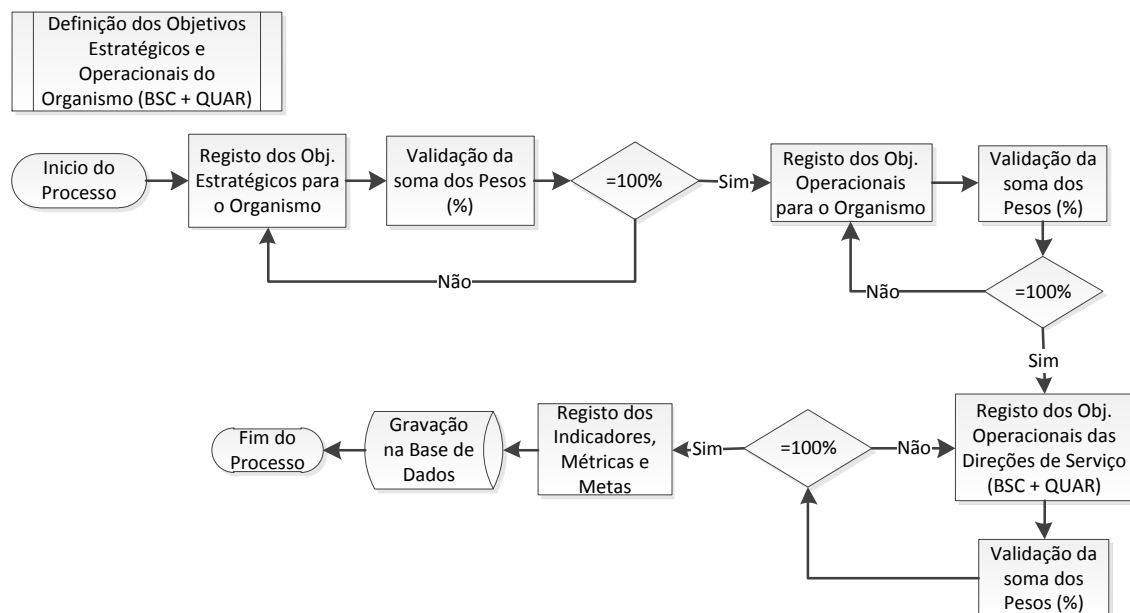 Definição dos Objetivos
Estratégicos e
Operacionais do
Organismo (BSC + QUAR)
Inicio do
Processo
Registo dos Obj.
Estratégicos para
o Organismo
Validação da
soma dos Pesos
(%)
=100%
Sim
Não
Registo dos Obj.
Operacionais
para o Organismo
Validação da
soma dos
Pesos (%)
=100%
Não
Sim
Registo dos Obj.
Operacionais das
Direções de Serviço
(BSC + QUAR)
Validação da
soma dos
Pesos (%)
=100%
Não
Sim
Registo dos
Indicadores,
Métricas e
Metas
Gravação
na Base de
Dados
Fim do
Processo